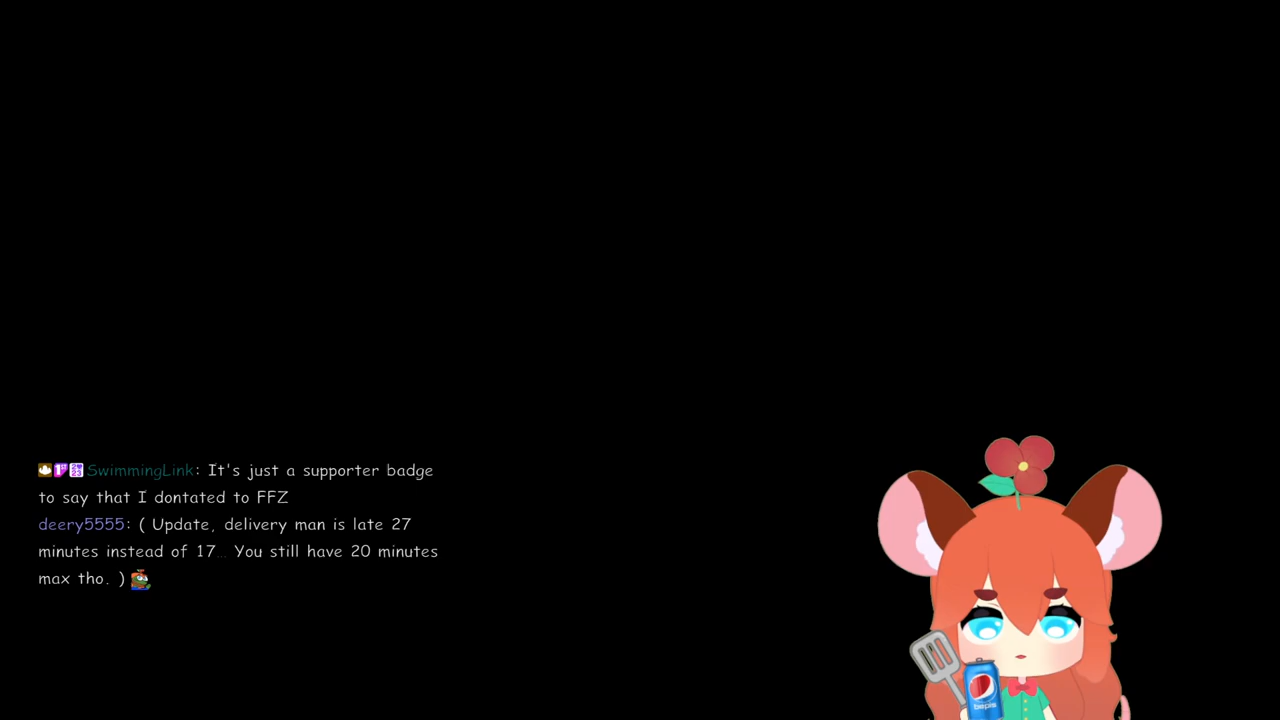 SwimmingLink: It's just a supporter badge
to say that I dontated to FFZ
deery5555: ( Update, delivery man is late 27
minutes instead of 17... You still have 20 minutes
max tho. )
bepis